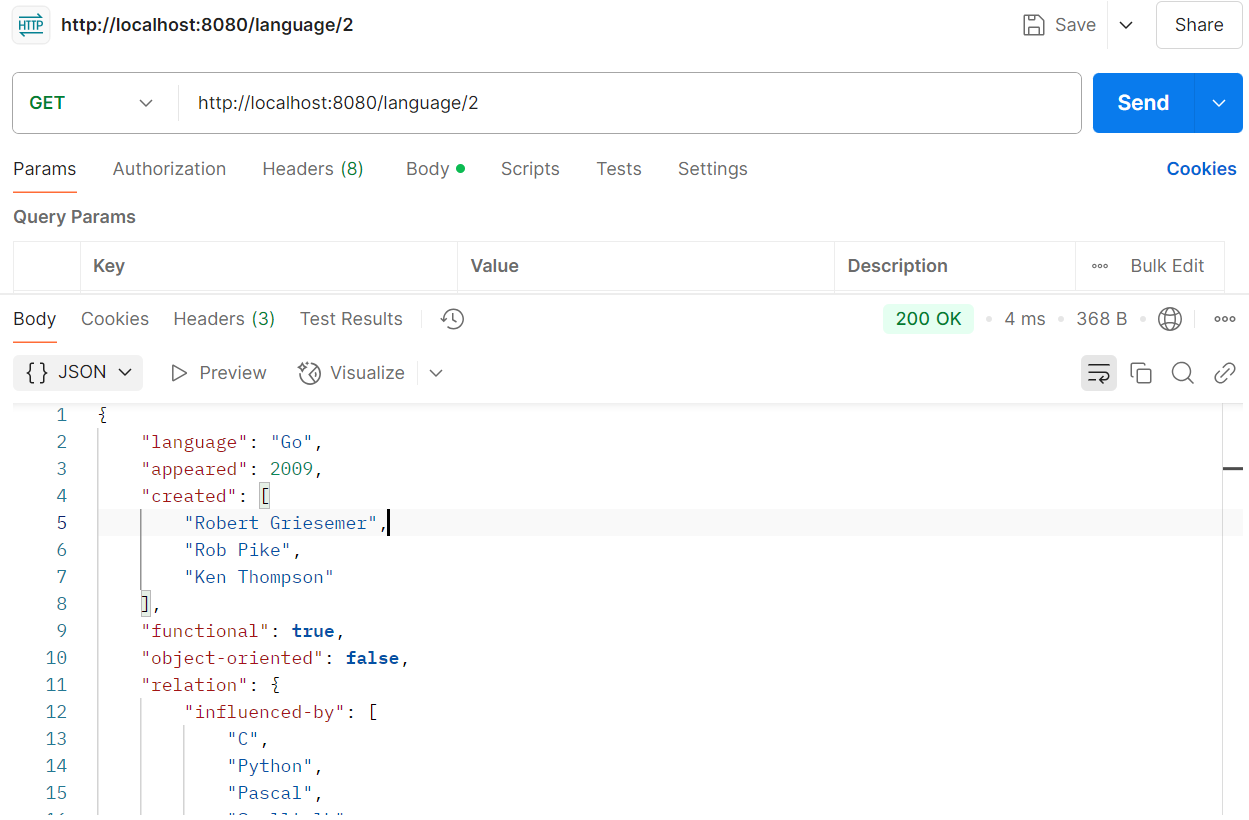 HTTP http://localhost:8080/language/2 Save Share
GET http://localhost:8080/language/2 Send
Params Authorization Headers (8) Body Scripts Tests Settings Cookies
Query Params
Key Value Description Bulk Edit
Body Cookies Headers (3) Test Results 200 OK 4 ms 368 B
{} JSON Preview Visualize
1 {
2 "language": "Go",
3 "appeared": 2009,
4 "created": [
5 "Robert Griesemer",
6 "Rob Pike",
7 "Ken Thompson"
8 ],
9 "functional": true,
10 "object-oriented": false,
11 "relation": {
12 "influenced-by": [
13 "C",
14 "Python",
15 "Pascal",